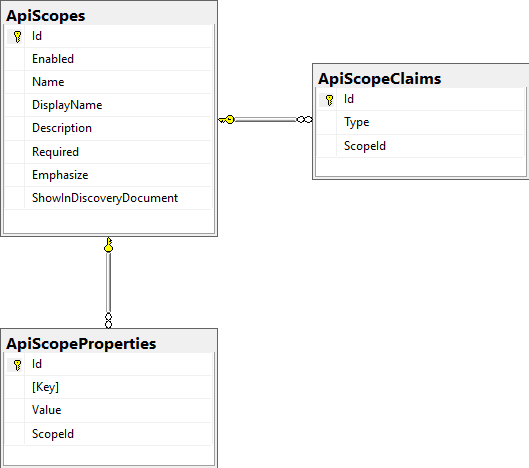 ApiScopes
Id
Enabled
Name
DisplayName
Description
Required
Emphasize
ShowInDiscoveryDocument
ApiScopeClaims
Id
Type
ScopeId
ApiScopeProperties
Id
[Key]
Value
ScopeId